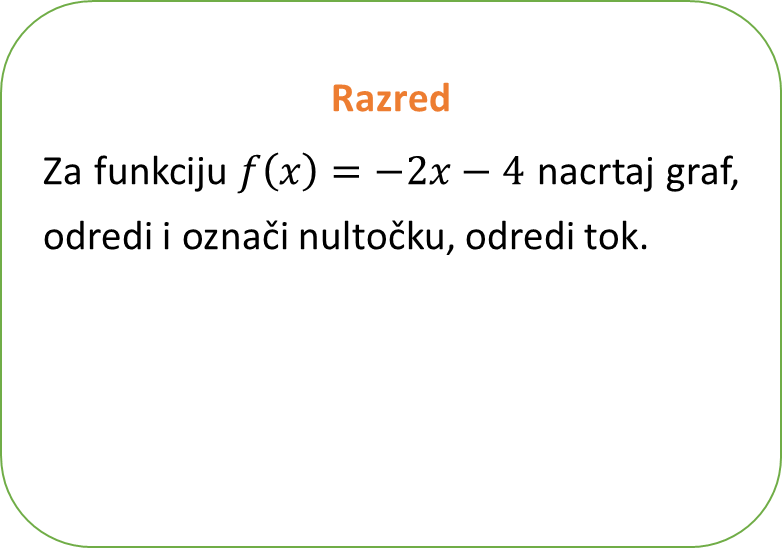 Razred
Za funkciju 𝑓(𝑥) = −2𝑥 − 4 nacrtaj graf,
odredi i označi nultočku, odredi tok.